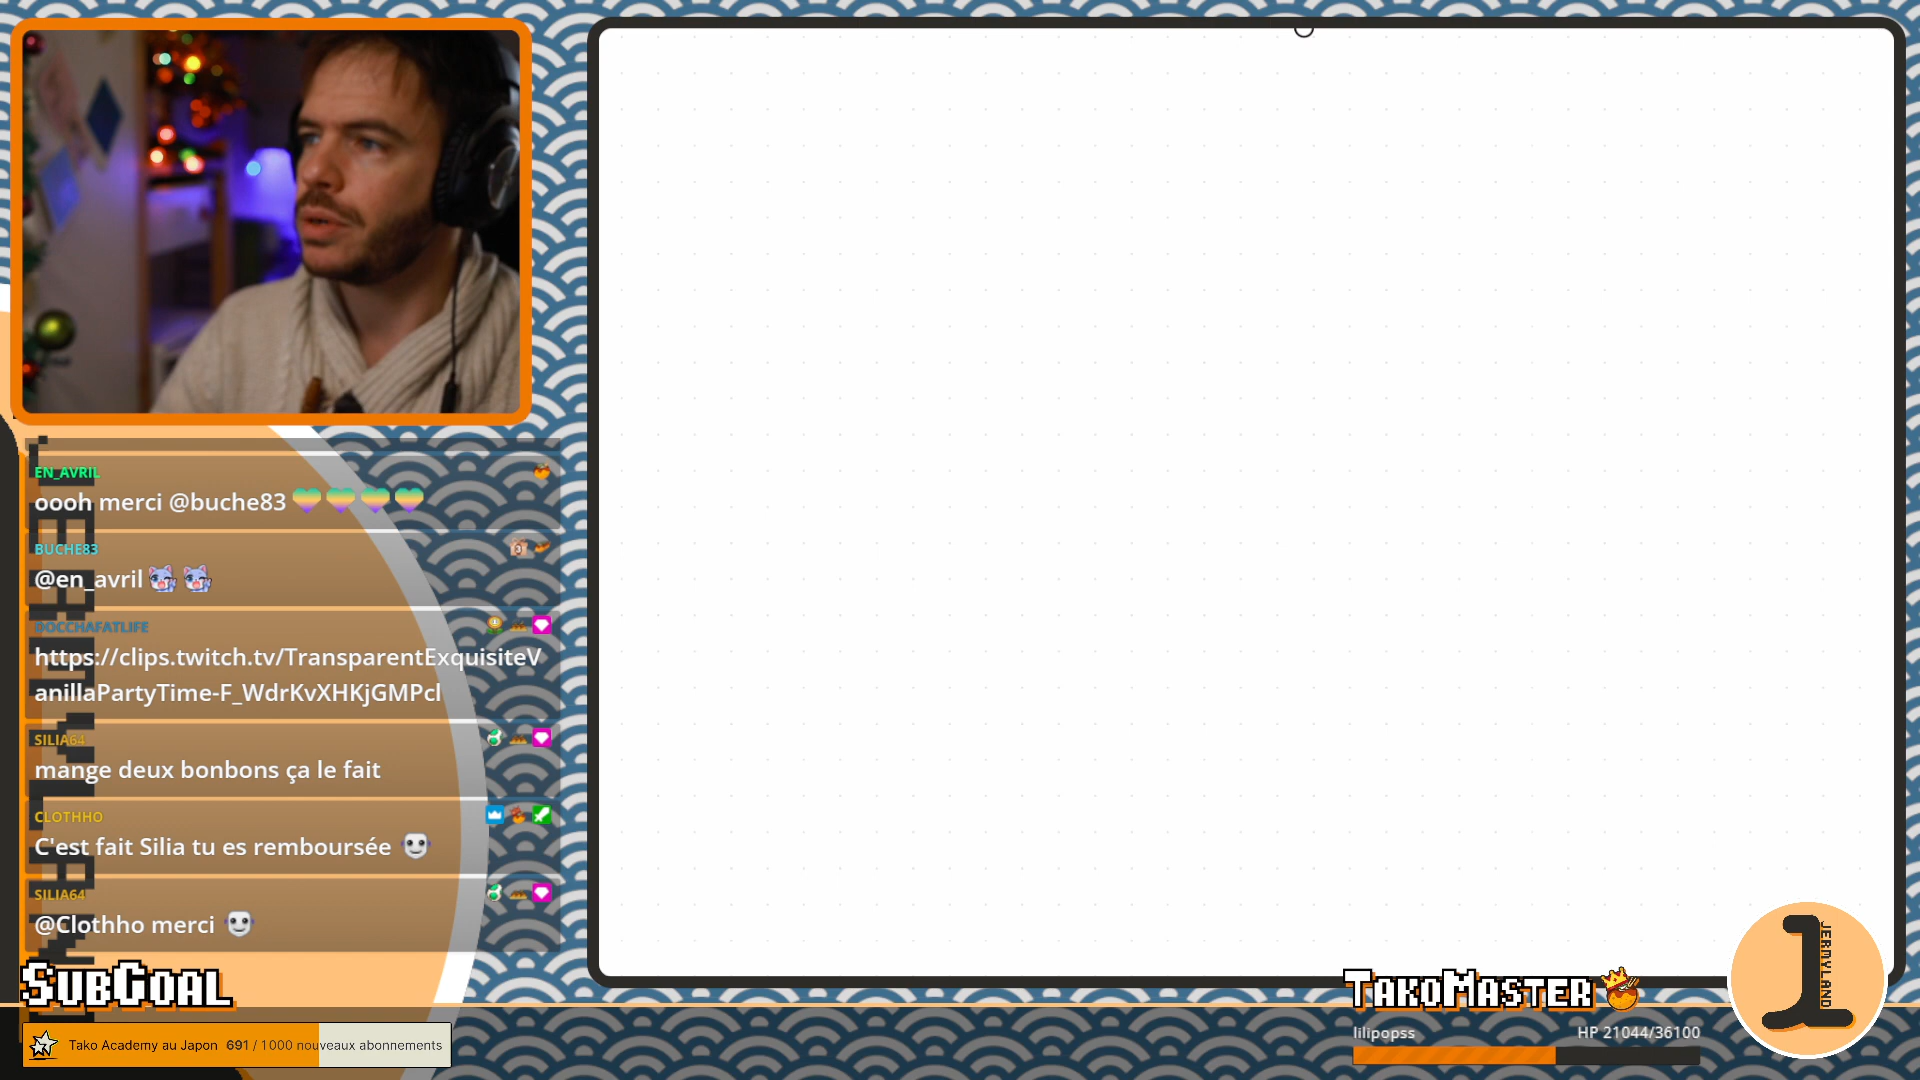 EN_AVRIL
oooh merci @buche83
BUCHE83
@en_avril
https://clips.twitch.tv/TransparentExquisiteV
anillaPartyTime-F_WdrKvXHKjGMPcl
SILIA64
mange deux bonbons ça le fait
CLOTHHO
C'est fait Silia tu es remboursée
SILIA64
@Clothho merci
SUBGOAL
Tako Academy au Japon 691 / 1000 nouveaux abonnements
TAKOMASTER
lilipopss HP 21044/36100
JEREMYLAND